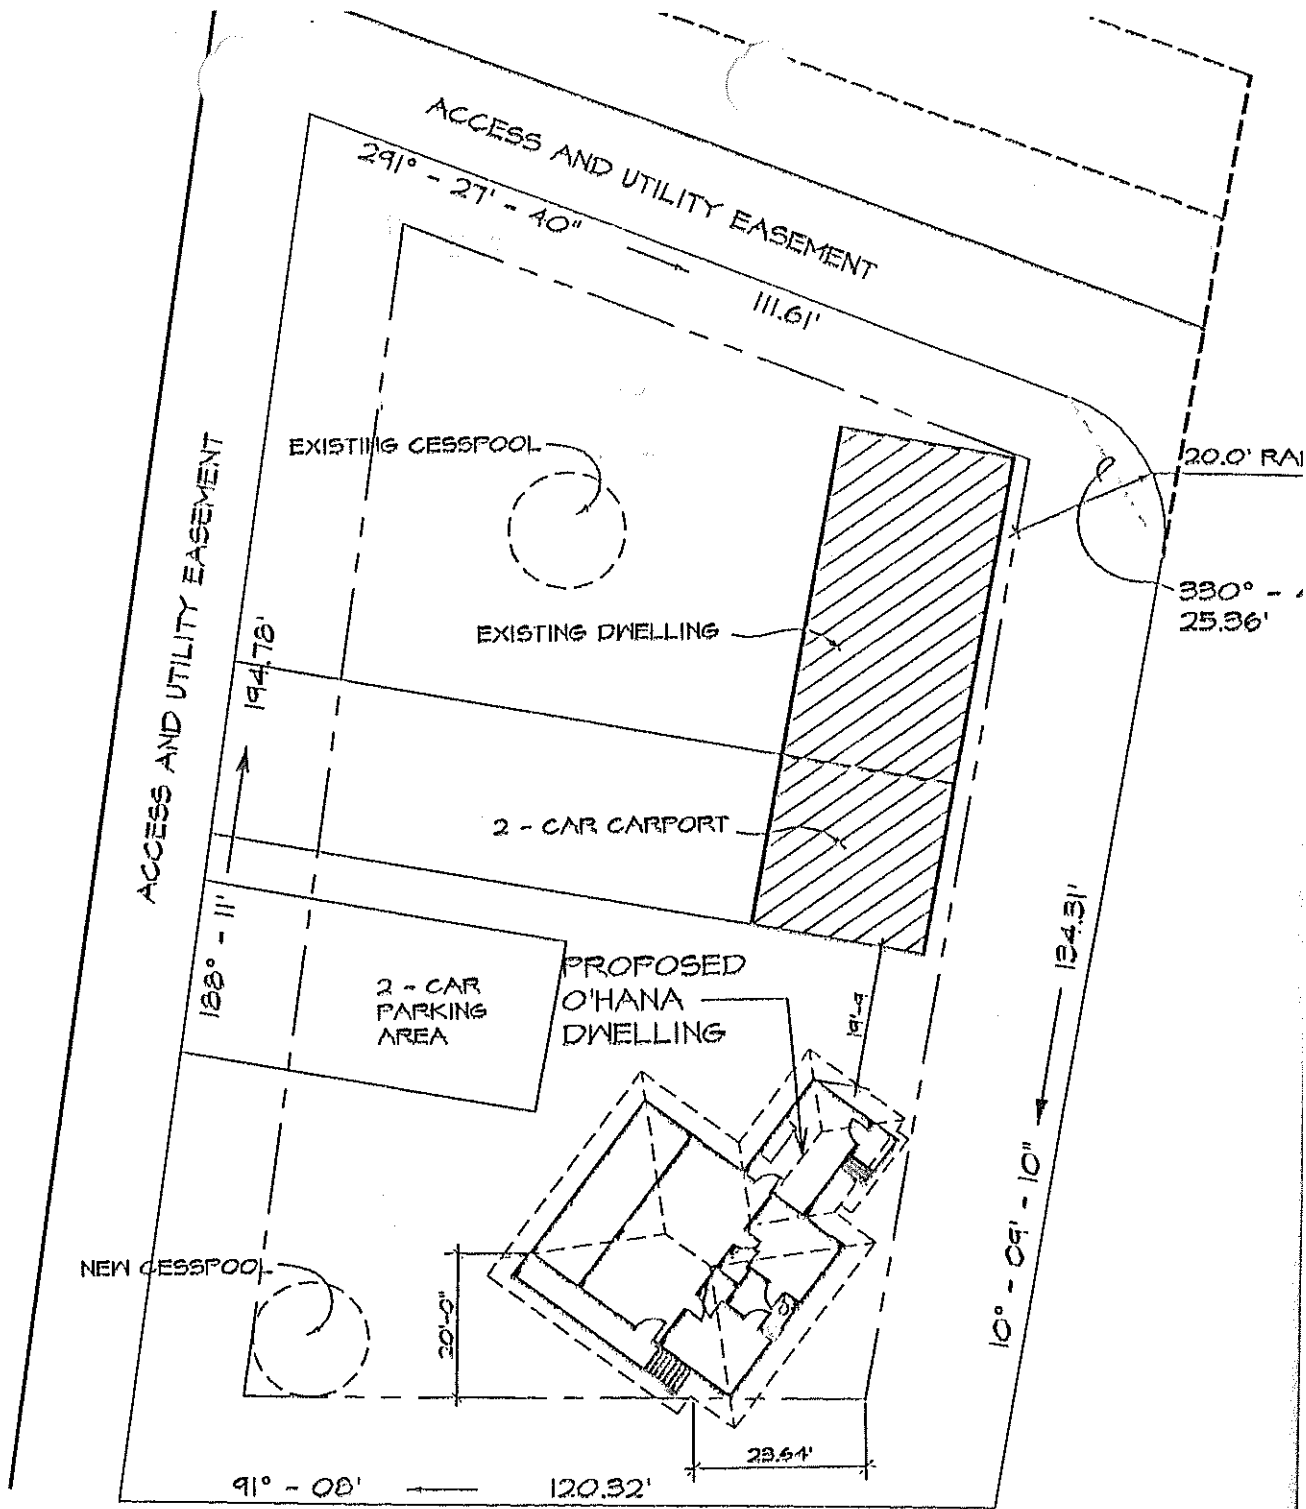 ACCESS AND UTILITY EASEMENT
291° - 27' - 40"
111.61'
EXISTING CESSPOOL
20.0' RA
330° -
25.36'
EXISTING DWELLING
ACCESS AND UTILITY EASEMENT
194.78'
188° - 11'
2 - CAR CARPORT
134.31'
10° - 09' - 10"
2 - CAR
PARKING
AREA
PROPOSED
O'HANA
DWELLING
19'-9
NEW CESSPOOL
20'-0"
23.64'
91° - 08'
120.32'